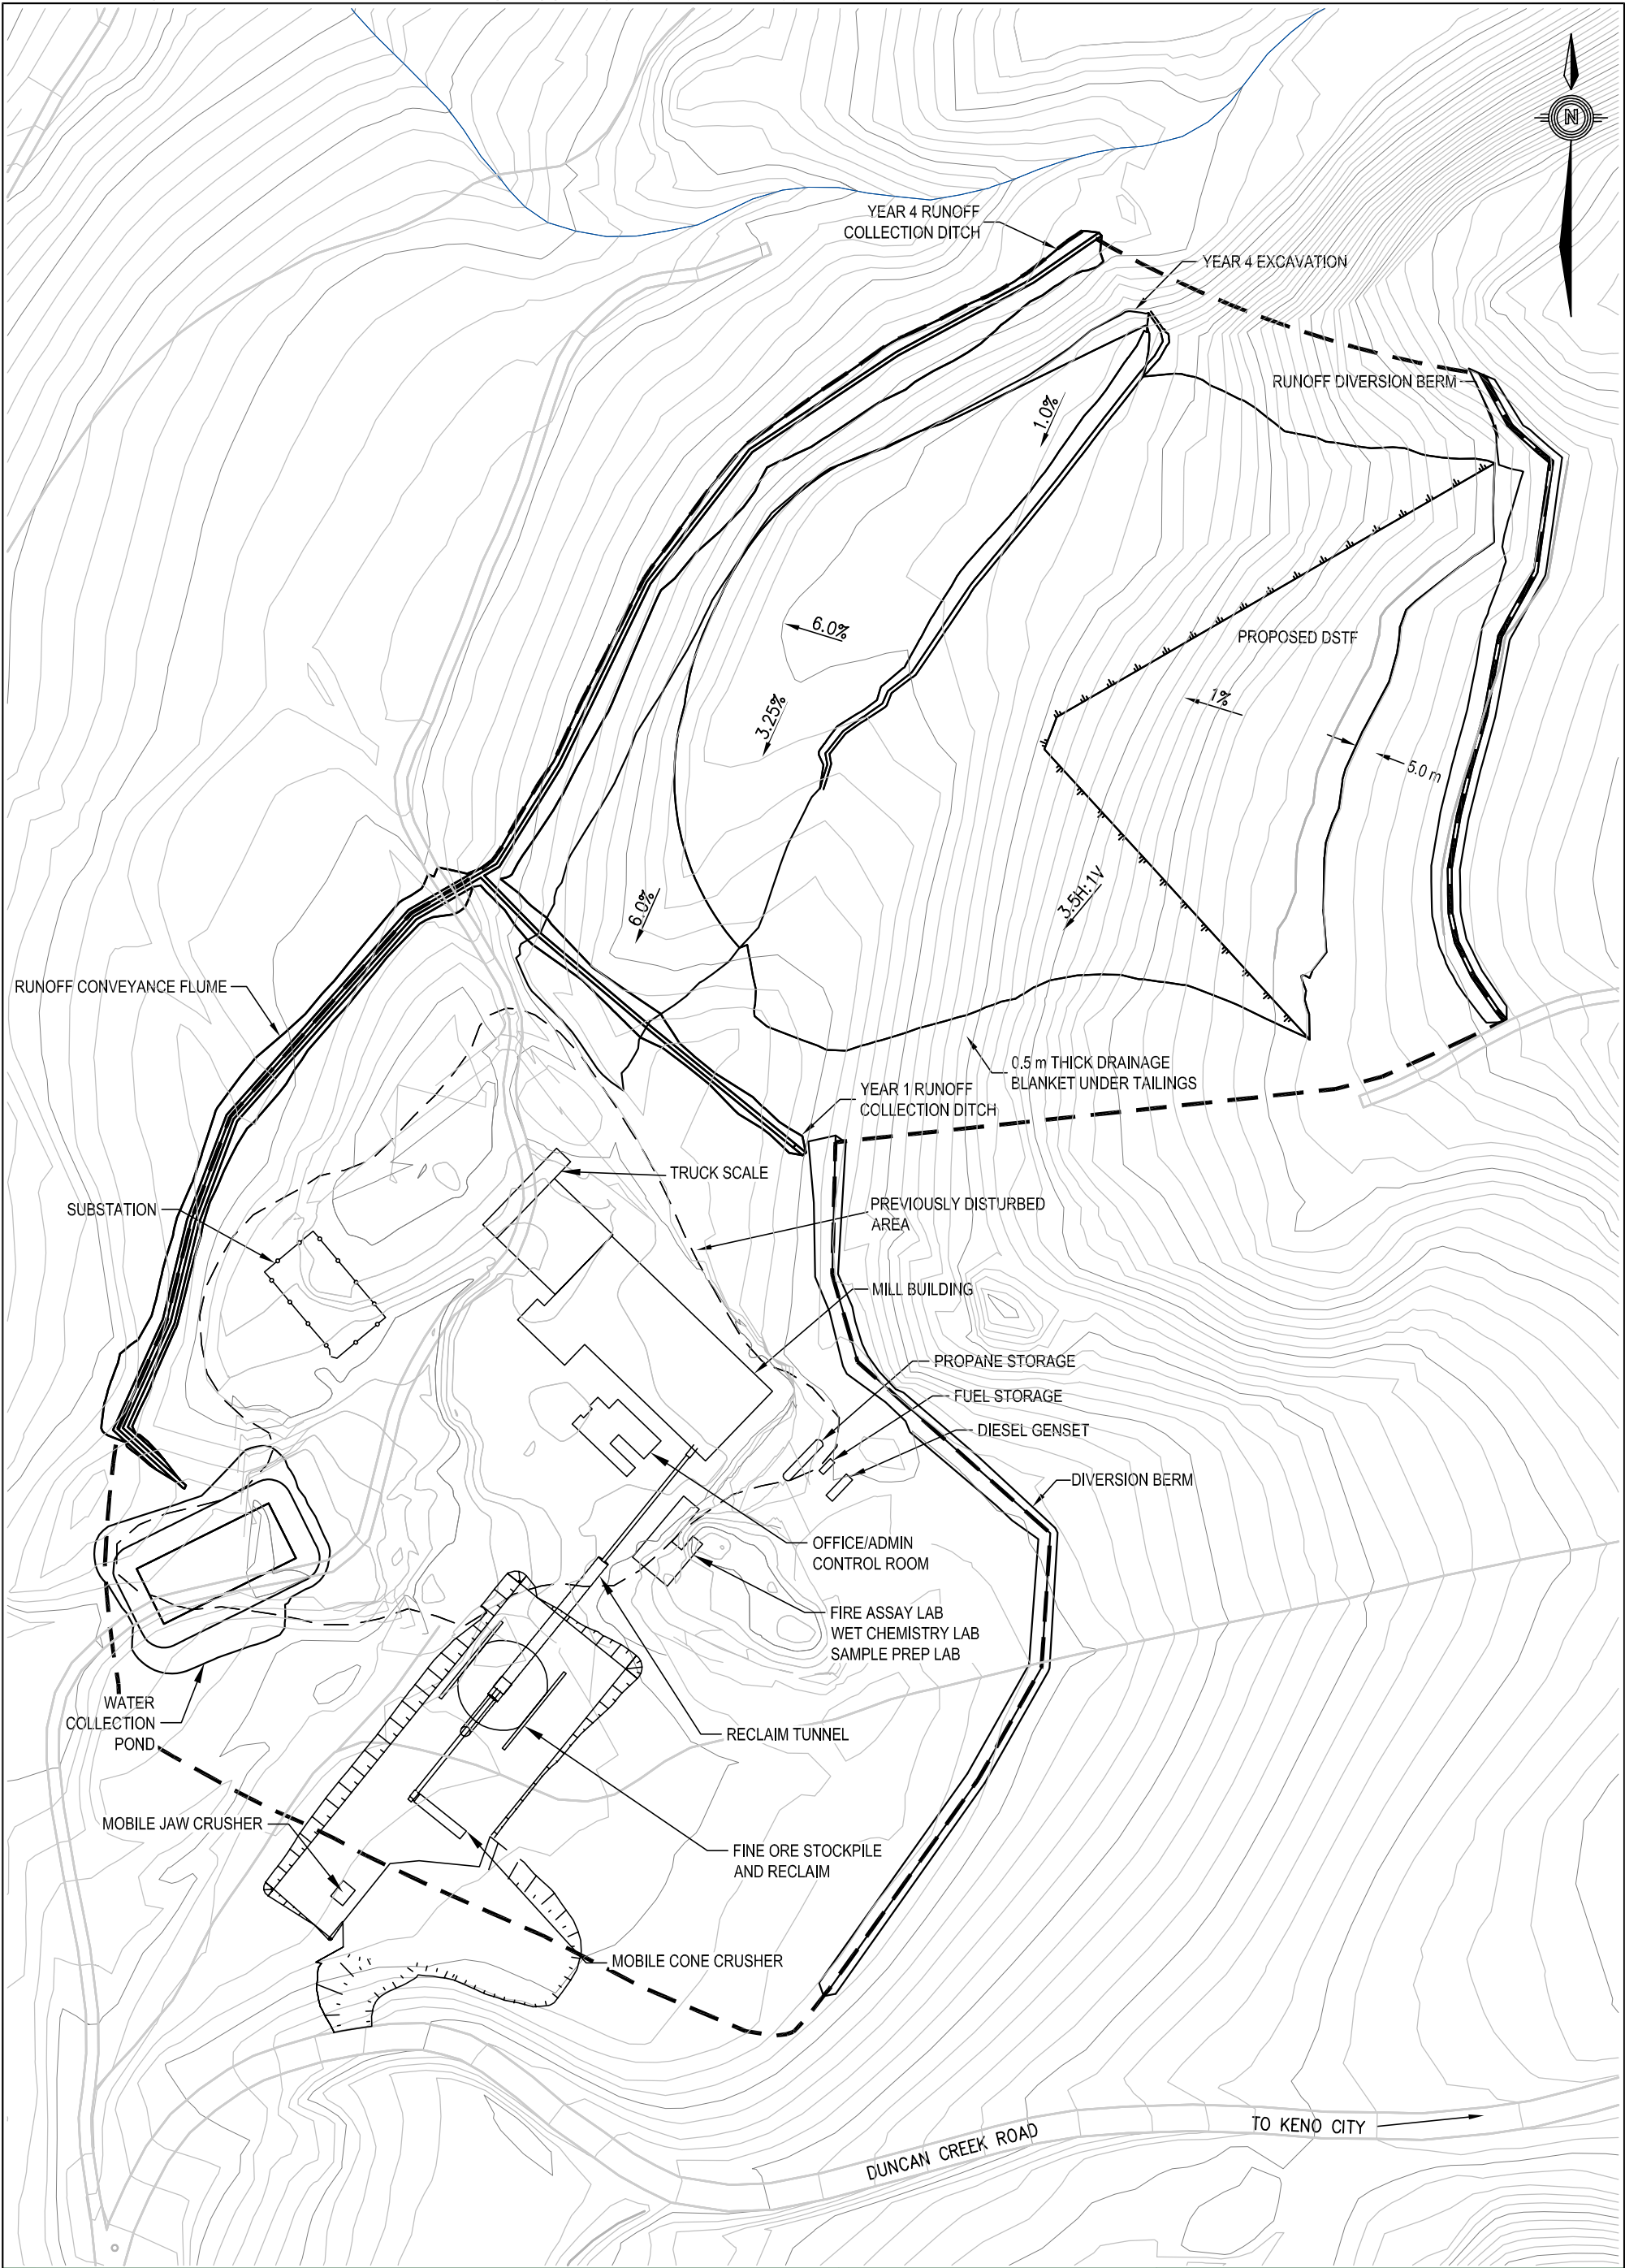 N
YEAR 4 RUNOFF
COLLECTION DITCH
YEAR 4 EXCAVATION
RUNOFF DIVERSION BERM
1.0%
6.0%
PROPOSED DSTF
1%
3.25%
5.0 m
3.5H:1V
6.0%
RUNOFF CONVEYANCE FLUME
0.5 m THICK DRAINAGE
BLANKET UNDER TAILINGS
YEAR 1 RUNOFF
COLLECTION DITCH
TRUCK SCALE
SUBSTATION
PREVIOUSLY DISTURBED
AREA
MILL BUILDING
PROPANE STORAGE
FUEL STORAGE
DIESEL GENSET
DIVERSION BERM
OFFICE/ADMIN
CONTROL ROOM
FIRE ASSAY LAB
WET CHEMISTRY LAB
SAMPLE PREP LAB
WATER
COLLECTION
POND
RECLAIM TUNNEL
MOBILE JAW CRUSHER
FINE ORE STOCKPILE
AND RECLAIM
MOBILE CONE CRUSHER
DUNCAN CREEK ROAD
TO KENO CITY